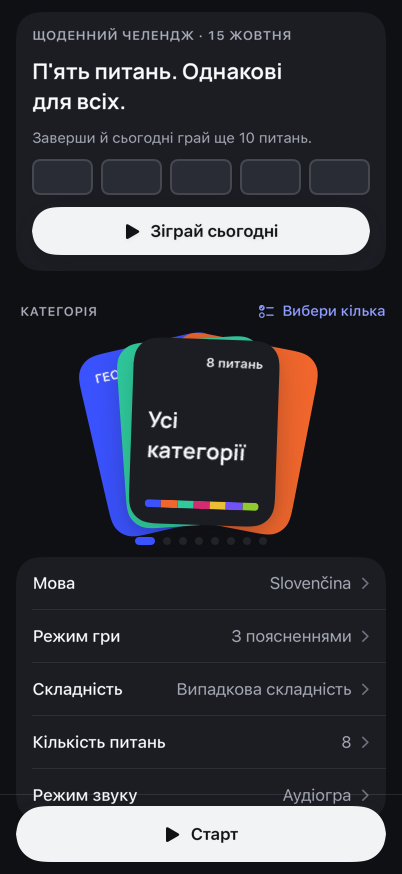 ЩОДЕННИЙ ЧЕЛЕНДЖ · 15 ЖОВТНЯ
П'ять питань. Однакові
для всіх.
Заверши й сьогодні грай ще 10 питань.
Зіграй сьогодні
КАТЕГОРІЯ
Вибери кілька
8 питань
Усі
категорії
Мова
Slovenčina
Режим гри
З поясненнями
Складність
Випадкова складність
Кількість питань
8
Режим звуку
Аудіогра
Старт